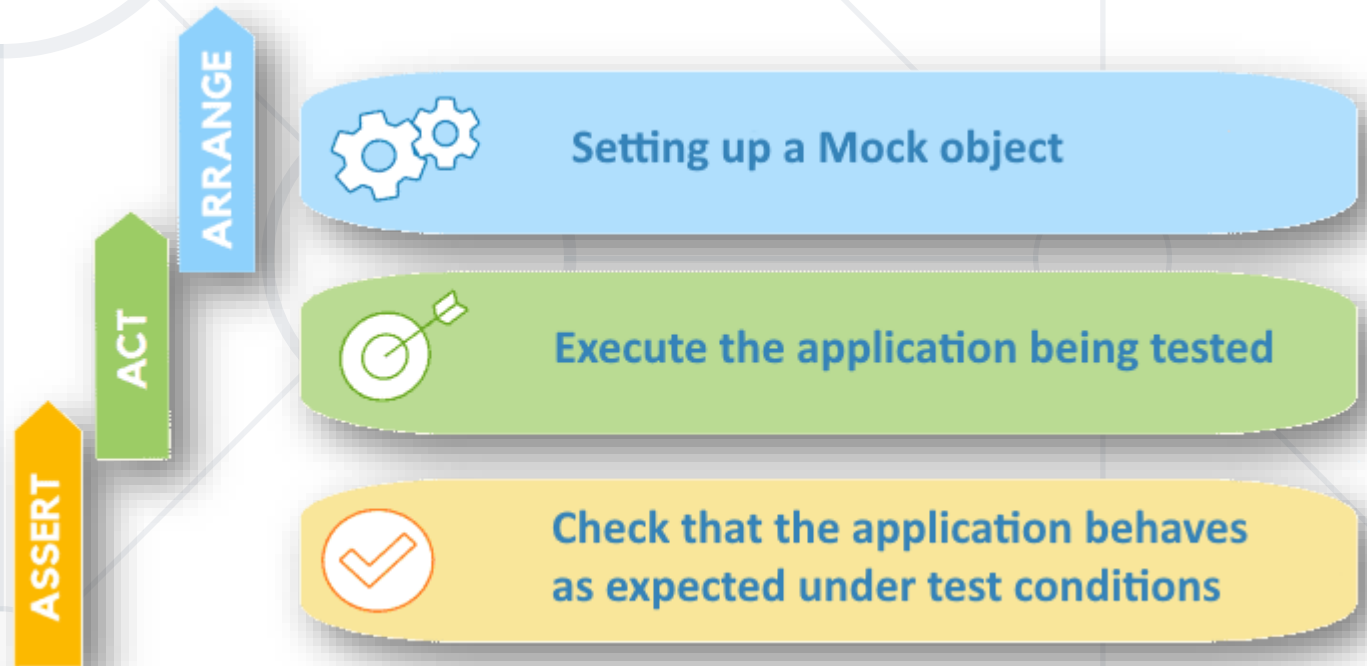 ARRANGE
Setting up a Mock object
ACT
Execute the application being tested
ASSERT
Check that the application behaves
as expected under test conditions